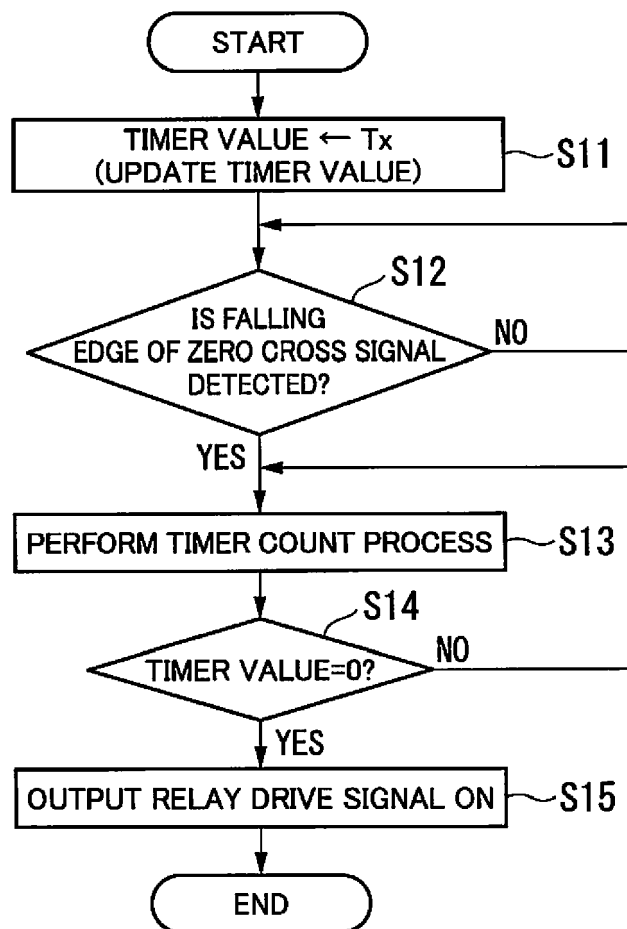 START
TIMER VALUE ← Tx
(UPDATE TIMER VALUE)
S11
S12
IS FALLING
EDGE OF ZERO CROSS SIGNAL
DETECTED?
NO
YES
PERFORM TIMER COUNT PROCESS
S13
S14
TIMER VALUE=0?
NO
YES
OUTPUT RELAY DRIVE SIGNAL ON
S15
END